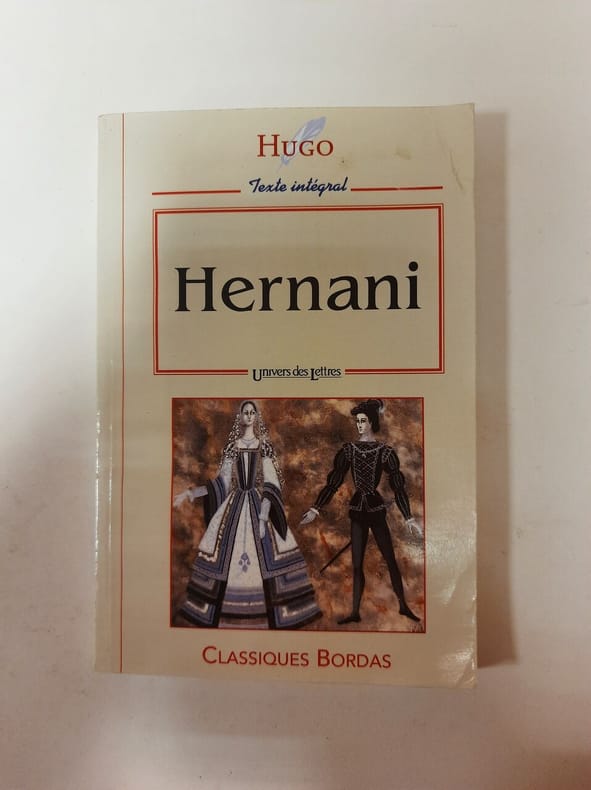 HUGO
Texte intégral
Hernani
Univers des Lettres
CLASSIQUES BORDAS